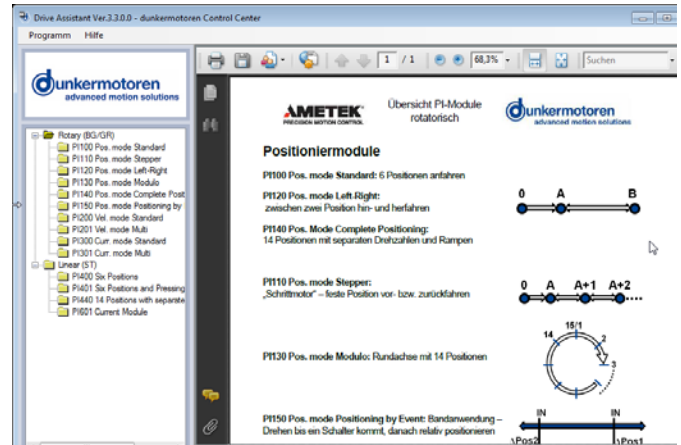 Drive Assistant Ver.3.3.0.0 - dunkermotoren Control Center
Programm Hilfe
1 / 1 68,3% Suchen
dunkermotoren
advanced motion solutions
Rotary (BG/GR)
PI100 Pos. mode Standard
PI110 Pos. mode Stepper
PI120 Pos. mode Left-Right
PI130 Pos. mode Modulo
PI140 Pos. mode Complete Posit
PI150 Pos. mode Positioning by
PI200 Vel. mode Standard
PI201 Vel. mode Multi
PI300 Curr. mode Standard
PI301 Curr. mode Multi
Linear (ST)
PI400 Six Positions
PI401 Six Positions and Pressing
PI440 14 Positions with separate
PI601 Current Module
AMETEK
PRECISION MOTION CONTROL
Übersicht PI-Module
rotatorisch
dunkermotoren
advanced motion solutions
Positioniermodule
PI100 Pos. mode Standard: 6 Positionen anfahren
PI120 Pos. mode Left-Right:
zwischen zwei Position hin- und herfahren
0 A B
PI140 Pos. Mode Complete Positioning:
14 Positionen mit separaten Drehzahlen und Rampen
PI110 Pos. mode Stepper:
„Schrittmotor“ – feste Position vor- bzw. zurückfahren
0 A A+1 A+2
PI130 Pos. mode Modulo: Rundachse mit 14 Positionen
14 15/1 2 3
PI150 Pos. mode Positioning by Event: Bandanwendung –
Drehen bis ein Schalter kommt, danach relativ positionieren
IN IN
\Pos2 \Pos1